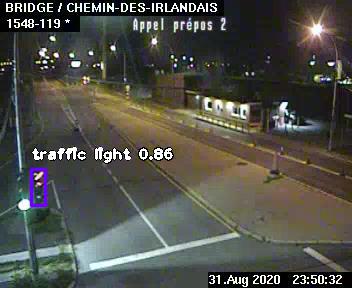 BRIDGE / CHEMIN-DES-IRLANDAIS
1548-119 *
Appel prépos 2
traffic light 0.86
31.Aug 2020 23:50:32